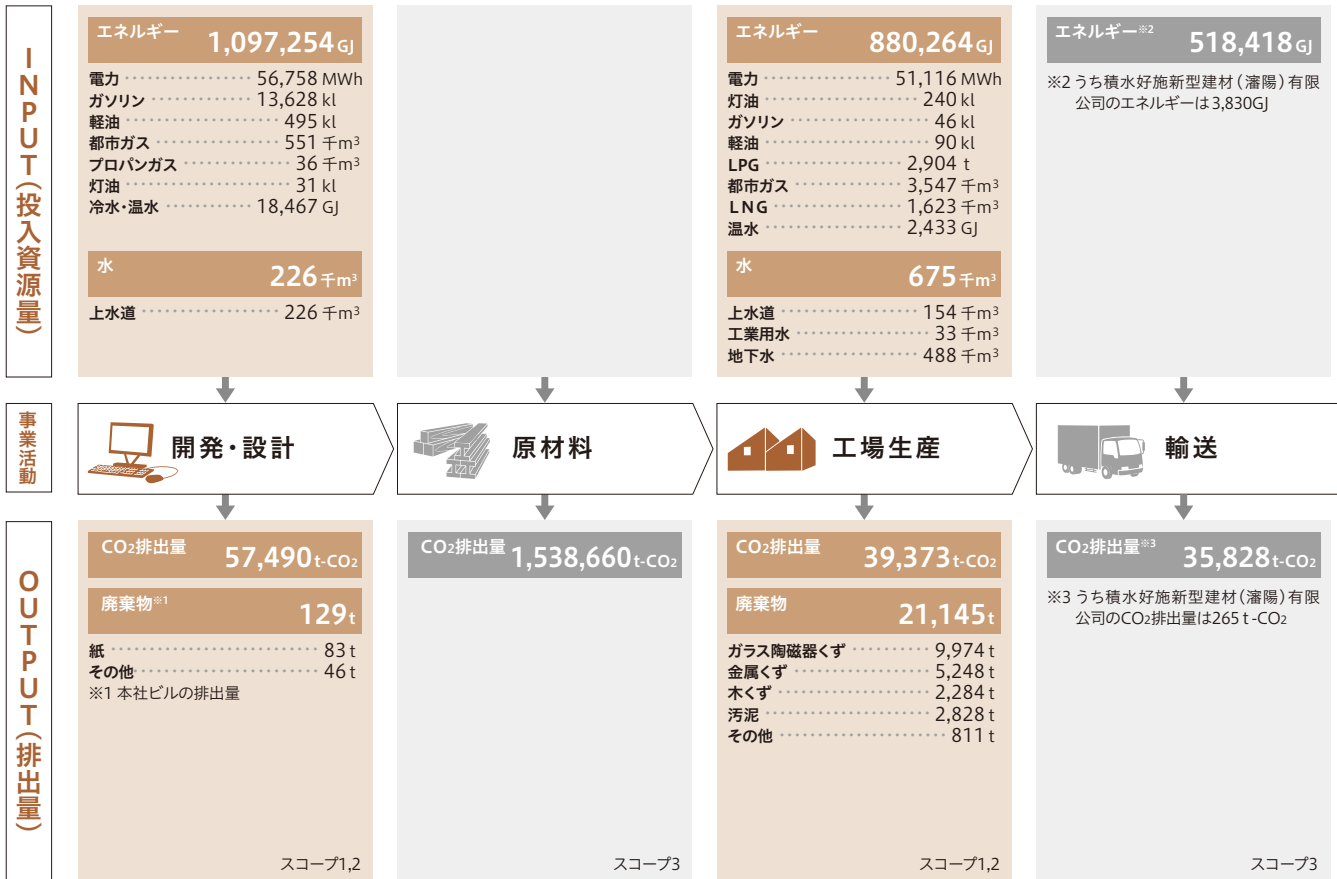 INPUT(投入資源量)
エネルギー 1,097,254 GJ
電力 56,758 MWh
ガソリン 13,628 kl
軽油 495 kl
都市ガス 551 千m³
プロパンガス 36 千m³
灯油 31 kl
冷水・温水 18,467 GJ
水 226 千m³
上水道 226 千m³
エネルギー 880,264 GJ
電力 51,116 MWh
灯油 240 kl
ガソリン 46 kl
軽油 90 kl
LPG 2,904 t
都市ガス 3,547 千m³
LNG 1,623 千m³
温水 2,433 GJ
水 675 千m³
上水道 154 千m³
工業用水 33 千m³
地下水 488 千m³
エネルギー※2 518,418 GJ
※2 うち積水好施新型建材(瀋陽)有限
公司のエネルギーは3,830GJ
事業活動
開発・設計
原材料
工場生産
輸送
OUTPUT(排出量)
CO2排出量 57,490 t-CO2
廃棄物※1 129 t
紙 83 t
その他 46 t
※1 本社ビルの排出量
スコープ1,2
CO2排出量 1,538,660 t-CO2
スコープ3
CO2排出量 39,373 t-CO2
廃棄物 21,145 t
ガラス陶磁器くず 9,974 t
金属くず 5,248 t
木くず 2,284 t
汚泥 2,828 t
その他 811 t
スコープ1,2
CO2排出量※3 35,828 t-CO2
※3 うち積水好施新型建材(瀋陽)有限
公司のCO2排出量は265 t-CO2
スコープ3